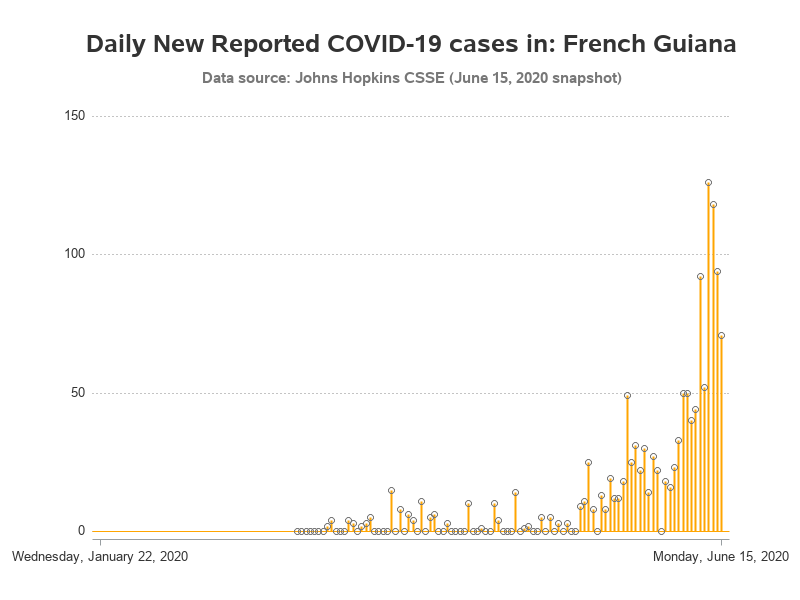 Daily New Reported COVID-19 cases in: French Guiana
Data source: Johns Hopkins CSSE (June 15, 2020 snapshot)
150
100
50
0
Wednesday, January 22, 2020
Monday, June 15, 2020